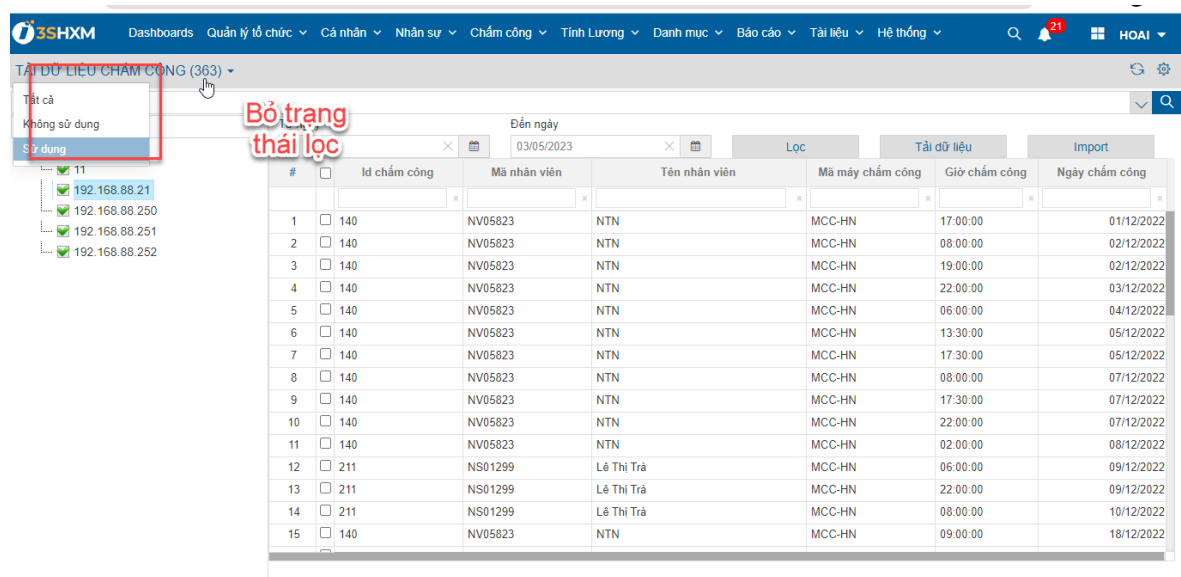 3SHXM Dashboards Quản lý tổ chức Cá nhân Nhân sự Chấm công Tính Lương Danh mục Báo cáo Tài liệu Hệ thống 21 HOAI
TẢI DỮ LIỆU CHẤM CÔNG (363)
Tất cả
Không sử dụng
Sử dụng
Bỏ trạng
thái lọc
Đến ngày
03/05/2023 Lọc Tải dữ liệu Import
11
192.168.88.21
192.168.88.250
192.168.88.251
192.168.88.252
# Id chấm công Mã nhân viên Tên nhân viên Mã máy chấm công Giờ chấm công Ngày chấm công
1 140 NV05823 NTN MCC-HN 17:00:00 01/12/2022
2 140 NV05823 NTN MCC-HN 08:00:00 02/12/2022
3 140 NV05823 NTN MCC-HN 19:00:00 02/12/2022
4 140 NV05823 NTN MCC-HN 22:00:00 03/12/2022
5 140 NV05823 NTN MCC-HN 06:00:00 04/12/2022
6 140 NV05823 NTN MCC-HN 13:30:00 05/12/2022
7 140 NV05823 NTN MCC-HN 17:30:00 05/12/2022
8 140 NV05823 NTN MCC-HN 08:00:00 07/12/2022
9 140 NV05823 NTN MCC-HN 17:30:00 07/12/2022
10 140 NV05823 NTN MCC-HN 22:00:00 07/12/2022
11 140 NV05823 NTN MCC-HN 02:00:00 08/12/2022
12 211 NS01299 Lê Thị Trà MCC-HN 06:00:00 09/12/2022
13 211 NS01299 Lê Thị Trà MCC-HN 22:00:00 09/12/2022
14 211 NS01299 Lê Thị Trà MCC-HN 08:00:00 10/12/2022
15 140 NV05823 NTN MCC-HN 09:00:00 18/12/2022